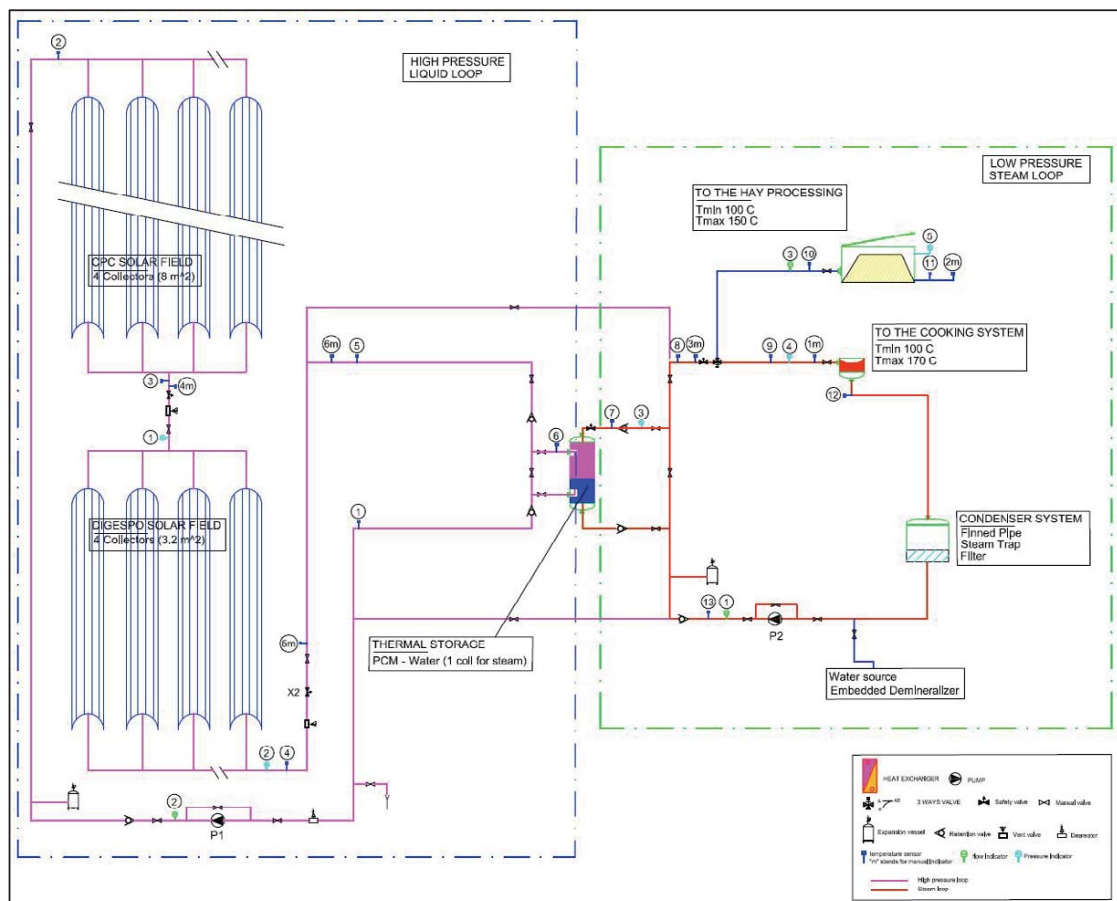 2
HIGH PRESSURE
LIQUID LOOP
CPC SOLAR FIELD
4 Collectors (8 m^2)
3
4m
1
DIGESPO SOLAR FIELD
4 Collectors (3,2 m^2)
6m
5
6
1
6m
X2
2
4
2
P1
THERMAL STORAGE
PCM - Water (1 coll for steam)
LOW PRESSURE
STEAM LOOP
TO THE HAY PROCESSING
Tmin 100 C
Tmax 150 C
3
10
5
11
2m
TO THE COOKING SYSTEM
Tmin 100 C
Tmax 170 C
8
3m
9
4
1m
12
7
3
CONDENSER SYSTEM
Finned Pipe
Steam Trap
Filter
13
1
P2
Water source
Embedded Demineralizer
HEAT EXCHANGER
PUMP
3 WAYS VALVE
Safety valve
Manual valve
Expansion vessel
Retention valve
Vent valve
Deareator
temperature sensor
"m" stands for manual indicator
flow indicator
Pressure indicator
High pressure loop
Steam loop